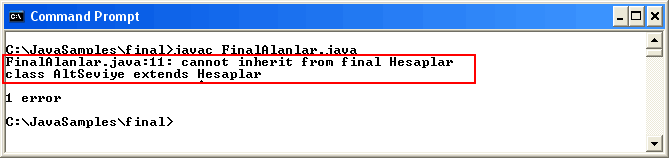 Command Prompt
C:\JavaSamples\final>javac FinalAlanlar.java
FinalAlanlar.java:11: cannot inherit from final Hesaplar
class AltSeviye extends Hesaplar
^
1 error
C:\JavaSamples\final>